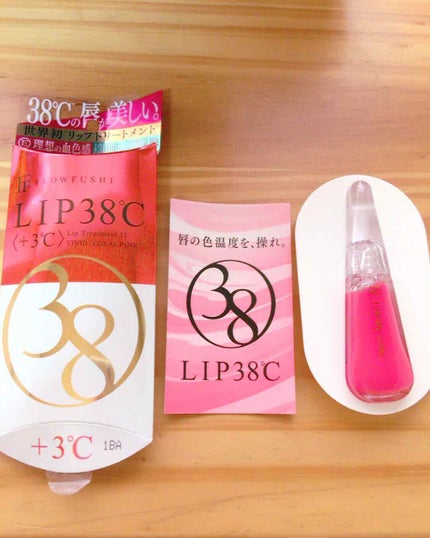 38℃の唇が美しい。
世界初*リップトリートメント
理想の血色感
FLOWFUSHI
LIP38℃
〈+3℃〉
Lip Treatment
VIVID [CORAL PINK]
38
+3℃
1BA
唇の色温度を、操れ。
38
LIP38℃